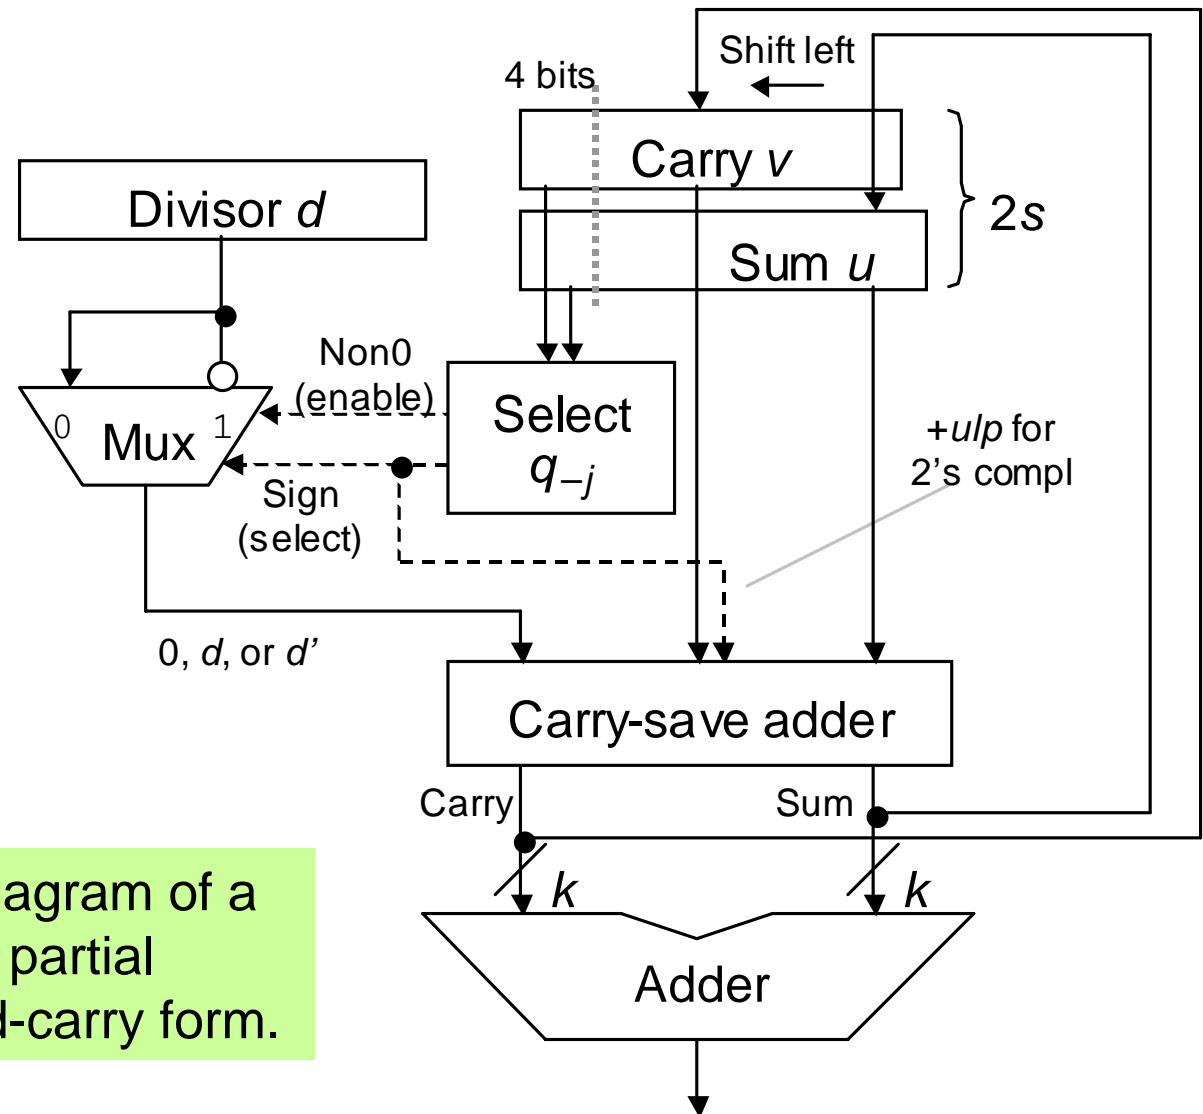 Shift left
4 bits
Carry v
Divisor d
2s
Sum u
Non0
(enable)
Select
q–j
0
Mux
1
+ulp for
2's compl
Sign
(select)
0, d, or d'
Carry-save adder
Carry
Sum
k
k
agram of a
partial
d-carry form.
Adder